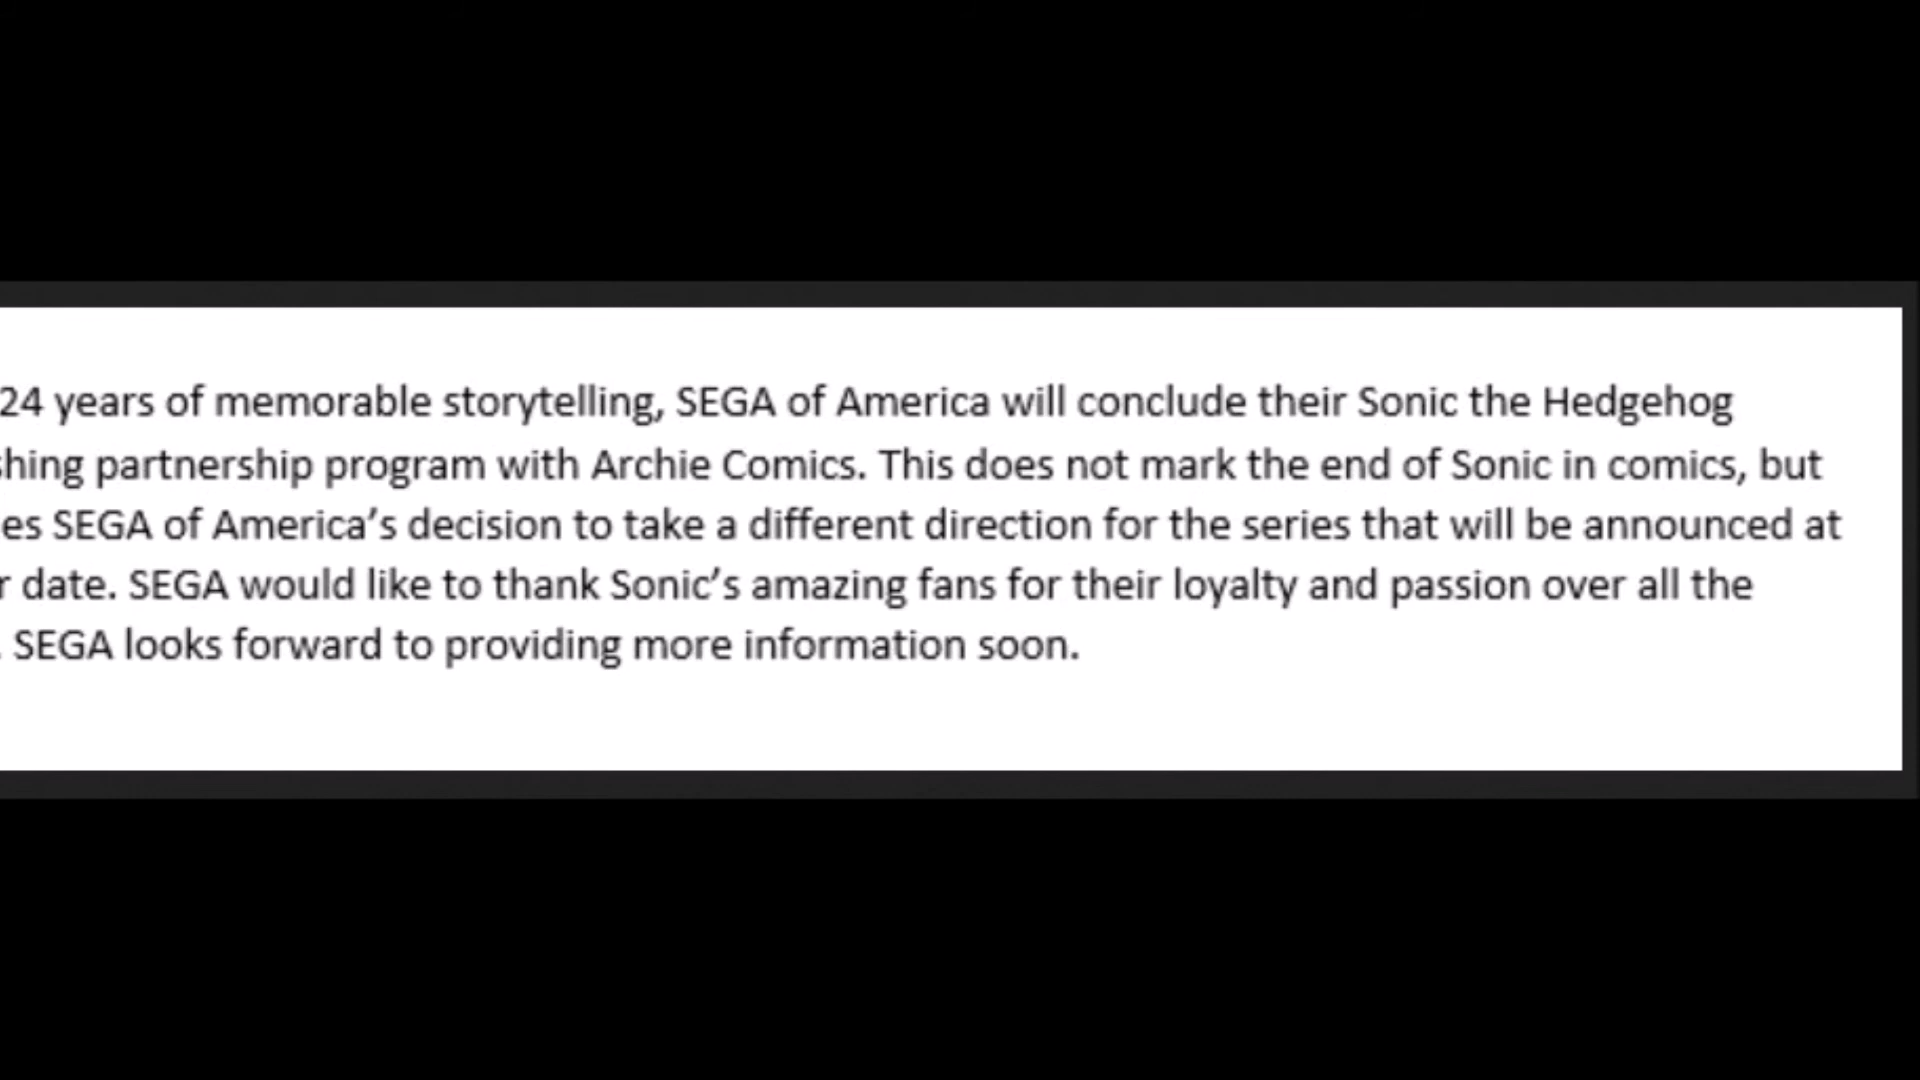 24 years of memorable storytelling, SEGA of America will conclude their Sonic the Hedgehog
shing partnership program with Archie Comics. This does not mark the end of Sonic in comics, but
es SEGA of America’s decision to take a different direction for the series that will be announced at
r date. SEGA would like to thank Sonic’s amazing fans for their loyalty and passion over all the
. SEGA looks forward to providing more information soon.